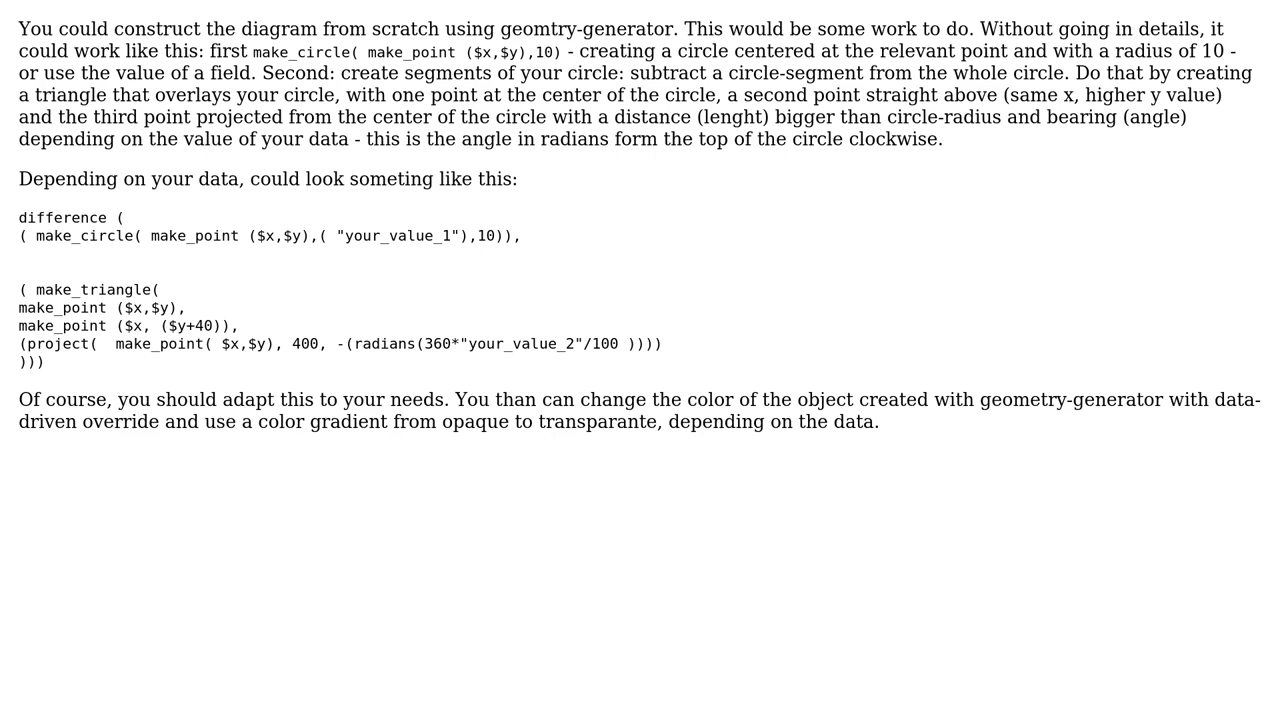 You could construct the diagram from scratch using geomtry-generator. This would be some work to do. Without going in details, it
could work like this: first make_circle( make_point ($x,$y),10) - creating a circle centered at the relevant point and with a radius of 10 -
or use the value of a field. Second: create segments of your circle: subtract a circle-segment from the whole circle. Do that by creating
a triangle that overlays your circle, with one point at the center of the circle, a second point straight above (same x, higher y value)
and the third point projected from the center of the circle with a distance (lenght) bigger than circle-radius and bearing (angle)
depending on the value of your data - this is the angle in radians form the top of the circle clockwise.
Depending on your data, could look someting like this:
difference (
( make_circle( make_point ($x,$y),( "your_value_1"),10)),
( make_triangle(
make_point ($x,$y),
make_point ($x, ($y+40)),
(project(  make_point( $x,$y), 400, -(radians(360*"your_value_2"/100 ))))
)))
Of course, you should adapt this to your needs. You than can change the color of the object created with geometry-generator with data-
driven override and use a color gradient from opaque to transparante, depending on the data.